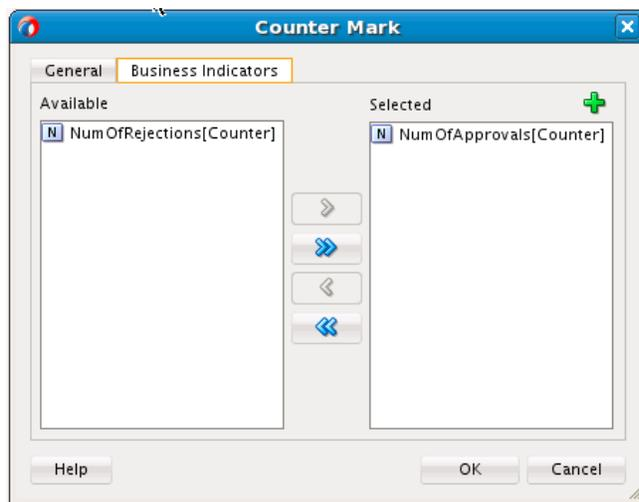 Counter Mark
General Business Indicators
Available Selected
N NumOfRejections[Counter] N NumOfApprovals[Counter]
Help OK Cancel